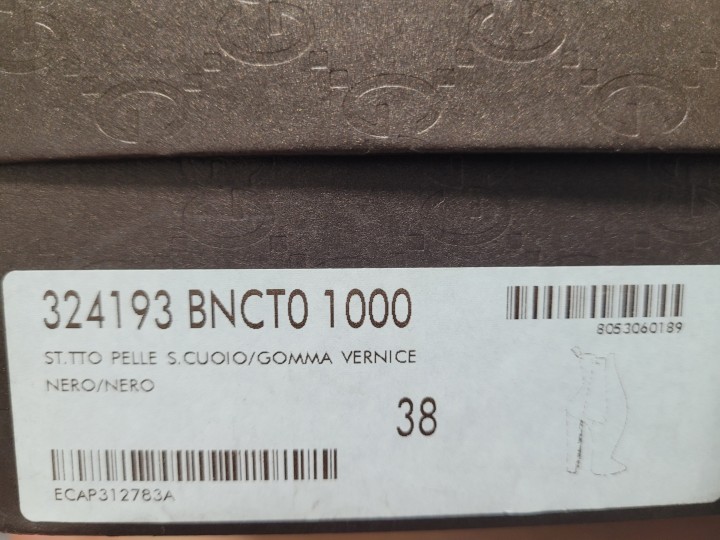 324193 BNCT0 1000
8053060189
ST.TTO PELLE S.CUOIO/GOMMA VERNICE
NERO/NERO
38
ECAP312783A